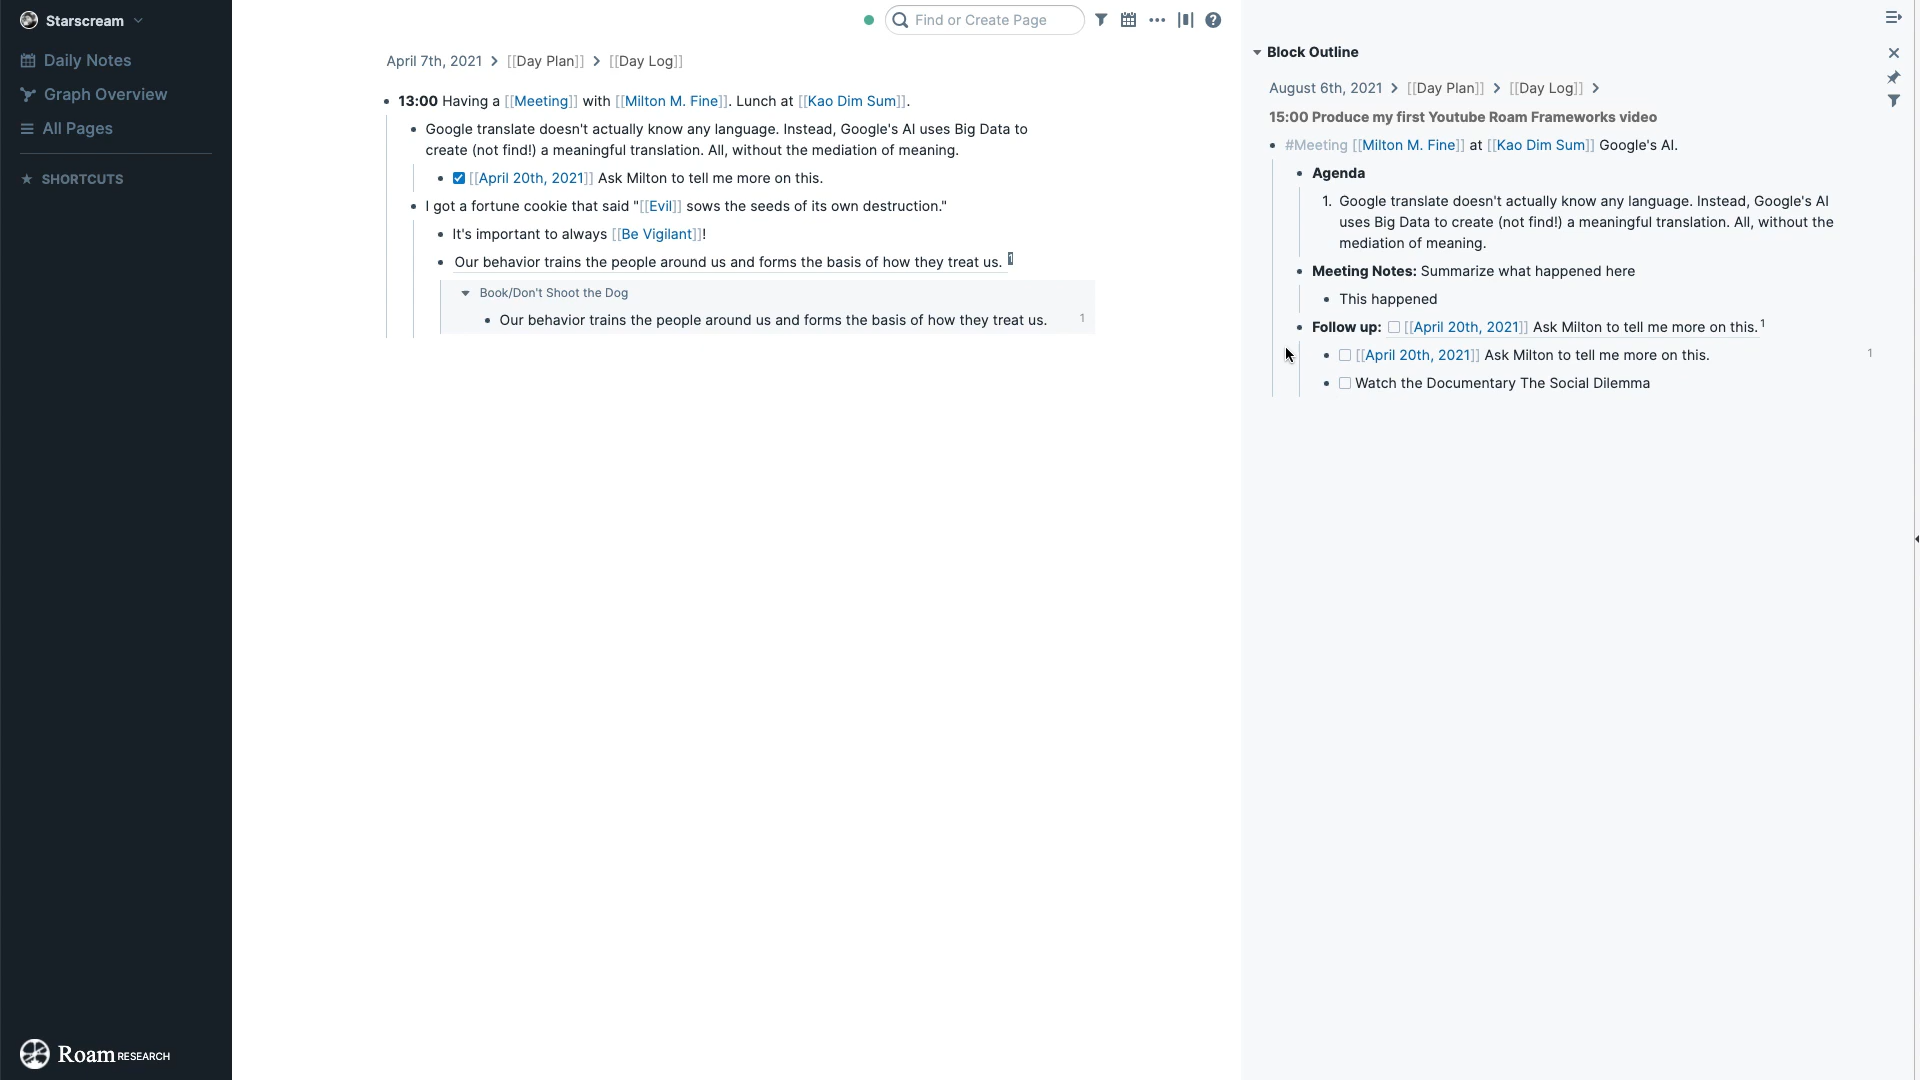 Starscream
Daily Notes
Graph Overview
All Pages
SHORTCUTS
Roam RESEARCH
Find or Create Page
April 7th, 2021 > [[Day Plan]] > [[Day Log]]
13:00 Having a [[Meeting]] with [[Milton M. Fine]]. Lunch at [[Kao Dim Sum]].
Google translate doesn't actually know any language. Instead, Google's AI uses Big Data to
create (not find!) a meaningful translation. All, without the mediation of meaning.
[[April 20th, 2021]] Ask Milton to tell me more on this.
I got a fortune cookie that said "[[Evil]] sows the seeds of its own destruction."
It's important to always [[Be Vigilant]]!
Our behavior trains the people around us and forms the basis of how they treat us. 1
Book/Don't Shoot the Dog
Our behavior trains the people around us and forms the basis of how they treat us. 1
Block Outline
August 6th, 2021 > [[Day Plan]] > [[Day Log]] >
15:00 Produce my first Youtube Roam Frameworks video
#Meeting [[Milton M. Fine]] at [[Kao Dim Sum]] Google's AI.
Agenda
1. Google translate doesn't actually know any language. Instead, Google's AI
uses Big Data to create (not find!) a meaningful translation. All, without the
mediation of meaning.
Meeting Notes: Summarize what happened here
This happened
Follow up: [[April 20th, 2021]] Ask Milton to tell me more on this. 1
[[April 20th, 2021]] Ask Milton to tell me more on this. 1
Watch the Documentary The Social Dilemma